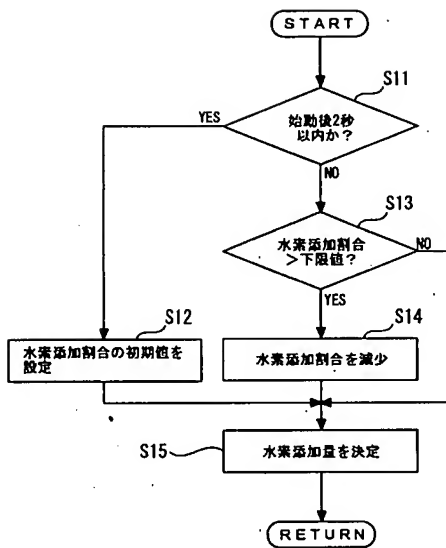 START
S11
始動後2秒
以内か？
YES
NO
S13
水素添加割合
＞下限値？
NO
YES
S12
水素添加割合の初期値を
設定
S14
水素添加割合を減少
S15
水素添加量を決定
RETURN